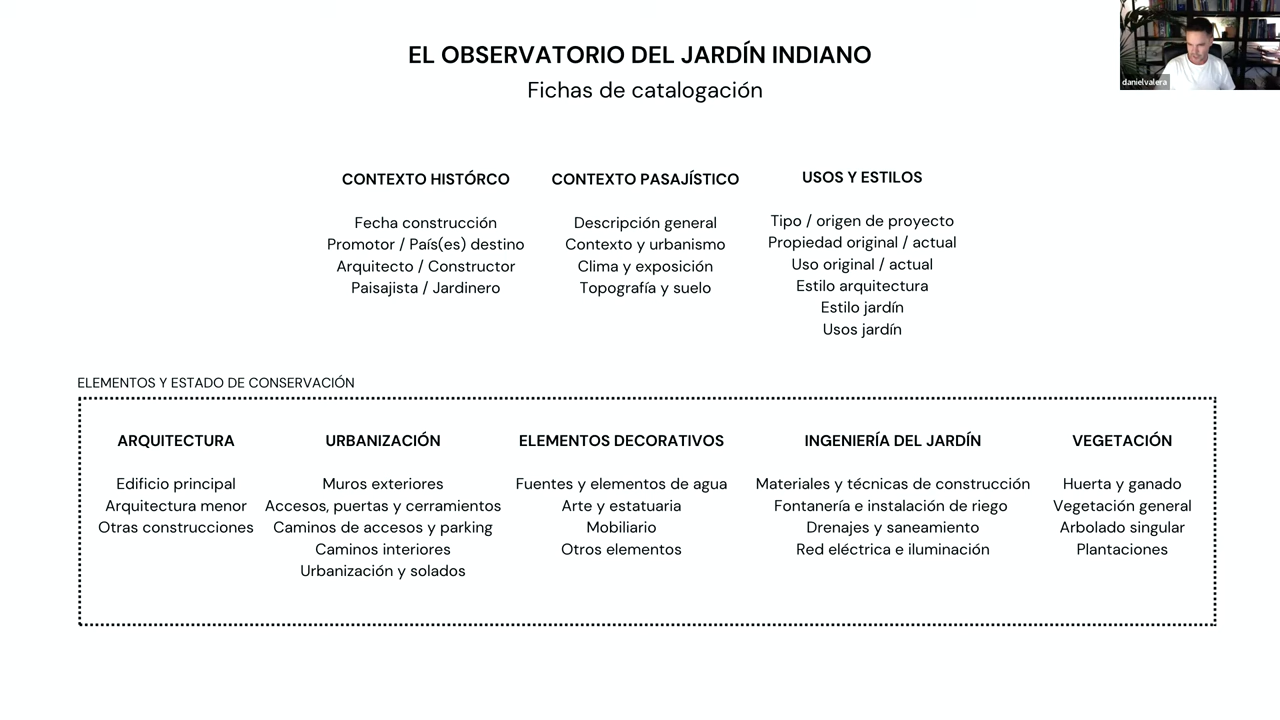 EL OBSERVATORIO DEL JARDÍN INDIANO
Fichas de catalogación
danielvalera
CONTEXTO HISTÓRCO
Fecha construcción
Promotor / País(es) destino
Arquitecto / Constructor
Paisajista / Jardinero
CONTEXTO PASAJÍSTICO
Descripción general
Contexto y urbanismo
Clima y exposición
Topografía y suelo
USOS Y ESTILOS
Tipo / origen de proyecto
Propiedad original / actual
Uso original / actual
Estilo arquitectura
Estilo jardín
Usos jardín
ELEMENTOS Y ESTADO DE CONSERVACIÓN
ARQUITECTURA
Edificio principal
Arquitectura menor
Otras construcciones
URBANIZACIÓN
Muros exteriores
Accesos, puertas y cerramientos
Caminos de accesos y parking
Caminos interiores
Urbanización y solados
ELEMENTOS DECORATIVOS
Fuentes y elementos de agua
Arte y estatuaria
Mobiliario
Otros elementos
INGENIERÍA DEL JARDÍN
Materiales y técnicas de construcción
Fontanería e instalación de riego
Drenajes y saneamiento
Red eléctrica e iluminación
VEGETACIÓN
Huerta y ganado
Vegetación general
Arbolado singular
Plantaciones